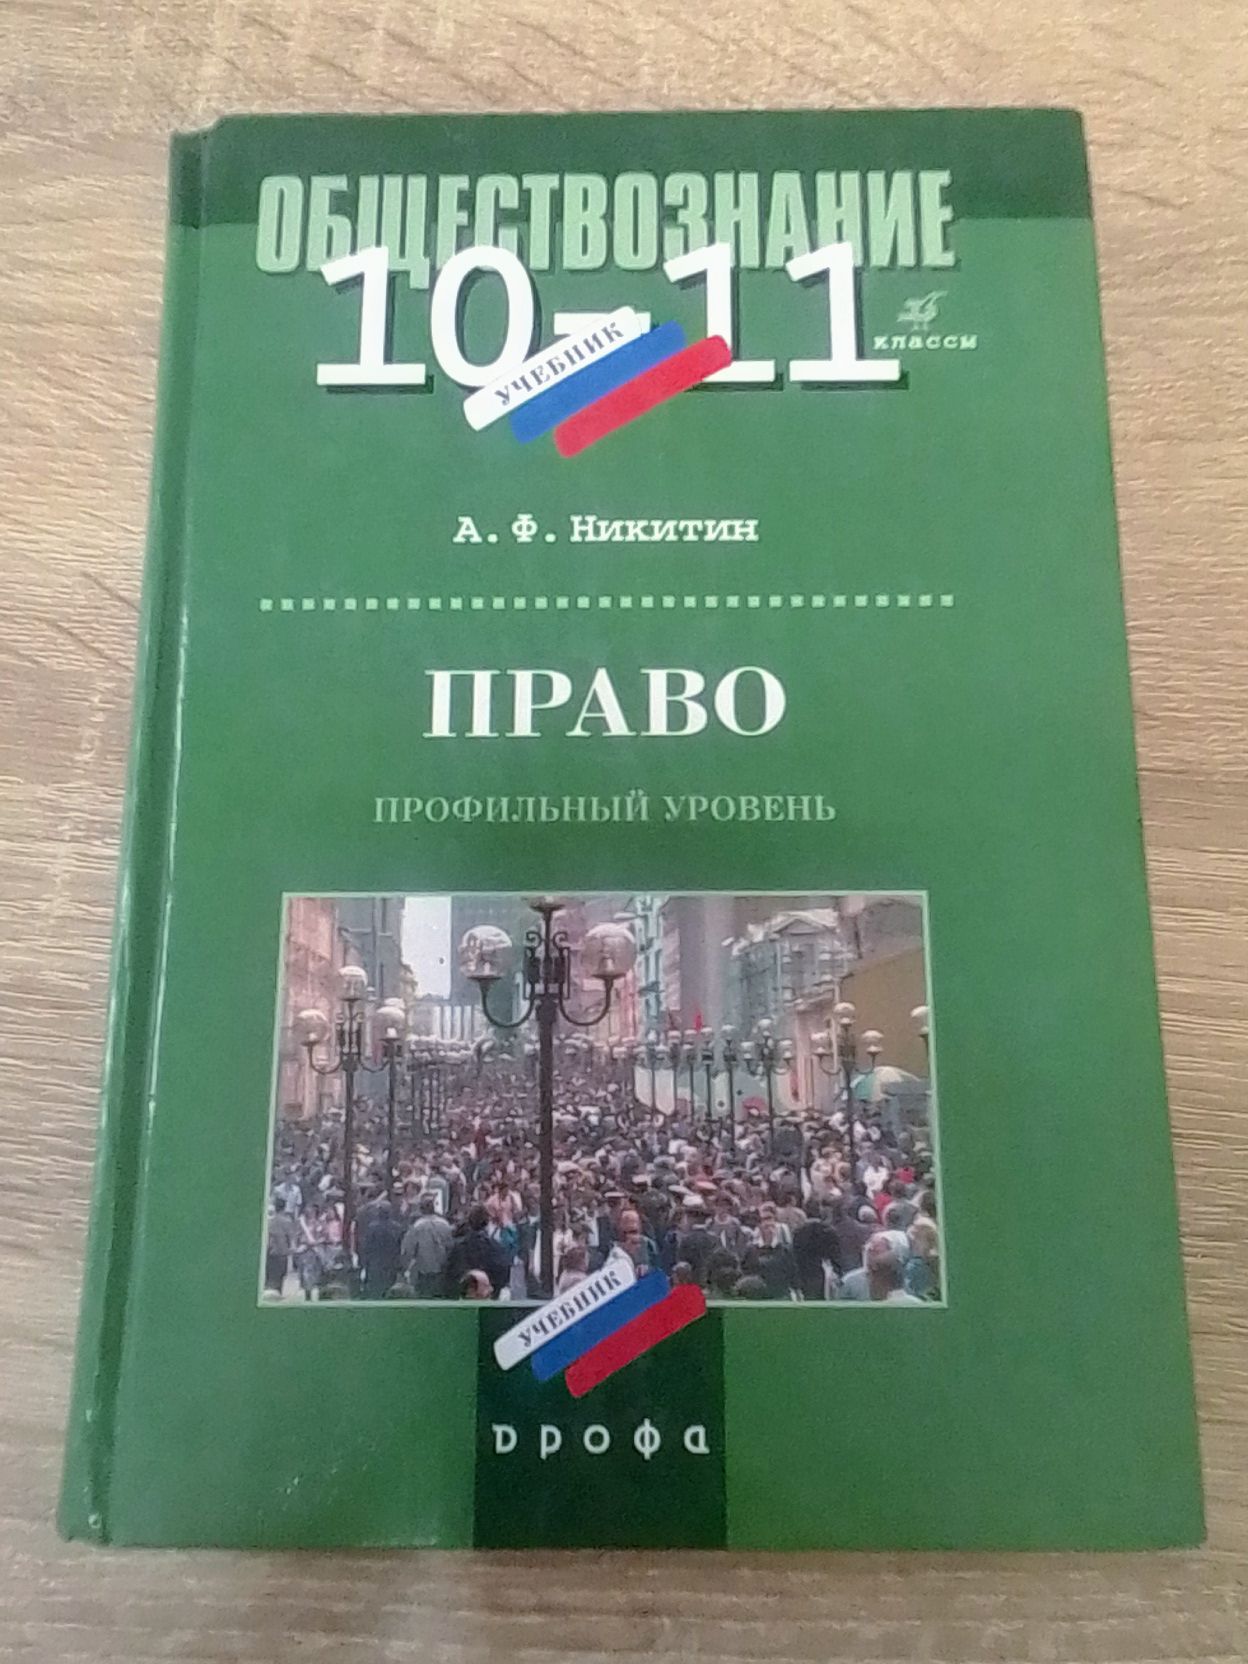 ОБЩЕСТВОЗНАНИЕ
10-11
классы
УЧЕБНИК
А. Ф. Никитин
ПРАВО
ПРОФИЛЬНЫЙ УРОВЕНЬ
УЧЕБНИК
дрофа